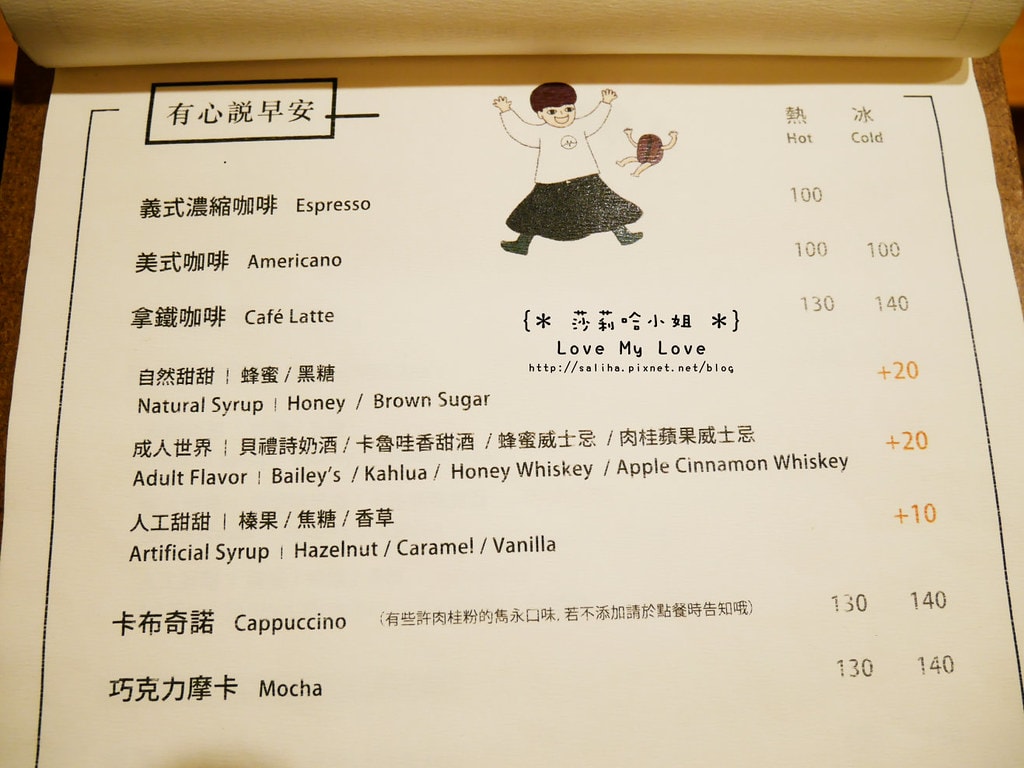 有心説早安
熱 冰
Hot Cold
義式濃縮咖啡 Espresso 100
美式咖啡 Americano 100 100
拿鐵咖啡 Café Latte 130 140
{* 莎莉哈小姐 *}
Love My Love
http://saliha.pixnet.net/blog
自然甜甜 | 蜂蜜 / 黑糖 +20
Natural Syrup | Honey / Brown Sugar
成人世界 | 貝禮詩奶酒 / 卡魯哇香甜酒 / 蜂蜜威士忌 / 肉桂蘋果威士忌 +20
Adult Flavor | Bailey's / Kahlua / Honey Whiskey / Apple Cinnamon Whiskey
人工甜甜 | 榛果 / 焦糖 / 香草 +10
Artificial Syrup | Hazelnut / Caramel / Vanilla
卡布奇諾 Cappuccino (有些許肉桂粉的雋永口味, 若不添加請於點餐時告知哦) 130 140
巧克力摩卡 Mocha 130 140